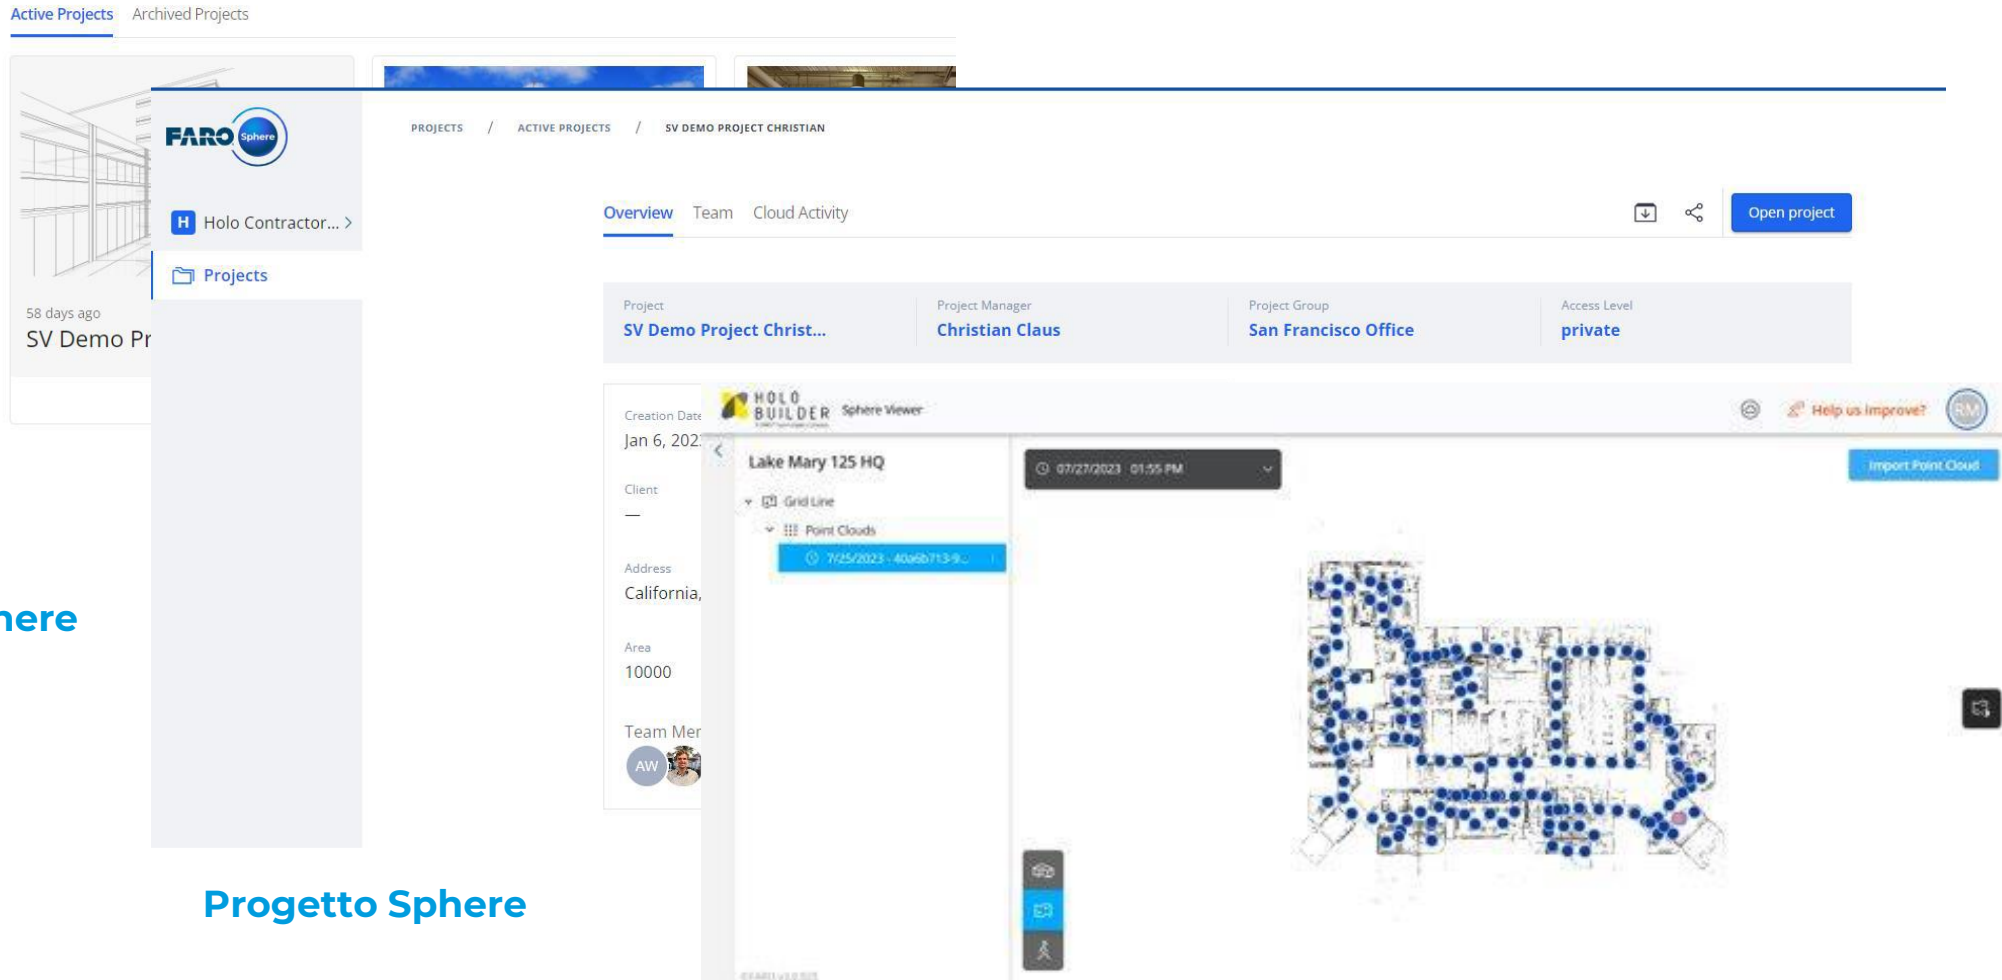 Active Projects Archived Projects
58 days ago
SV Demo Pr
FARO Sphere
Holo Contractor...
Projects
PROJECTS / ACTIVE PROJECTS / SV DEMO PROJECT CHRISTIAN
Overview Team Cloud Activity
Open project
Project
SV Demo Project Christ...
Project Manager
Christian Claus
Project Group
San Francisco Office
Access Level
private
Creation Date
Jan 6, 202
Client
—
Address
California,
Area
10000
Team Mer
AW
HOLO
BUILDER Sphere Viewer
Help us improve?
RM
Lake Mary 125 HQ
Grid Line
Point Clouds
7/25/2023 - 40a6b713-9...
07/27/2023 01:55 PM
Import Point Cloud
here
Progetto Sphere